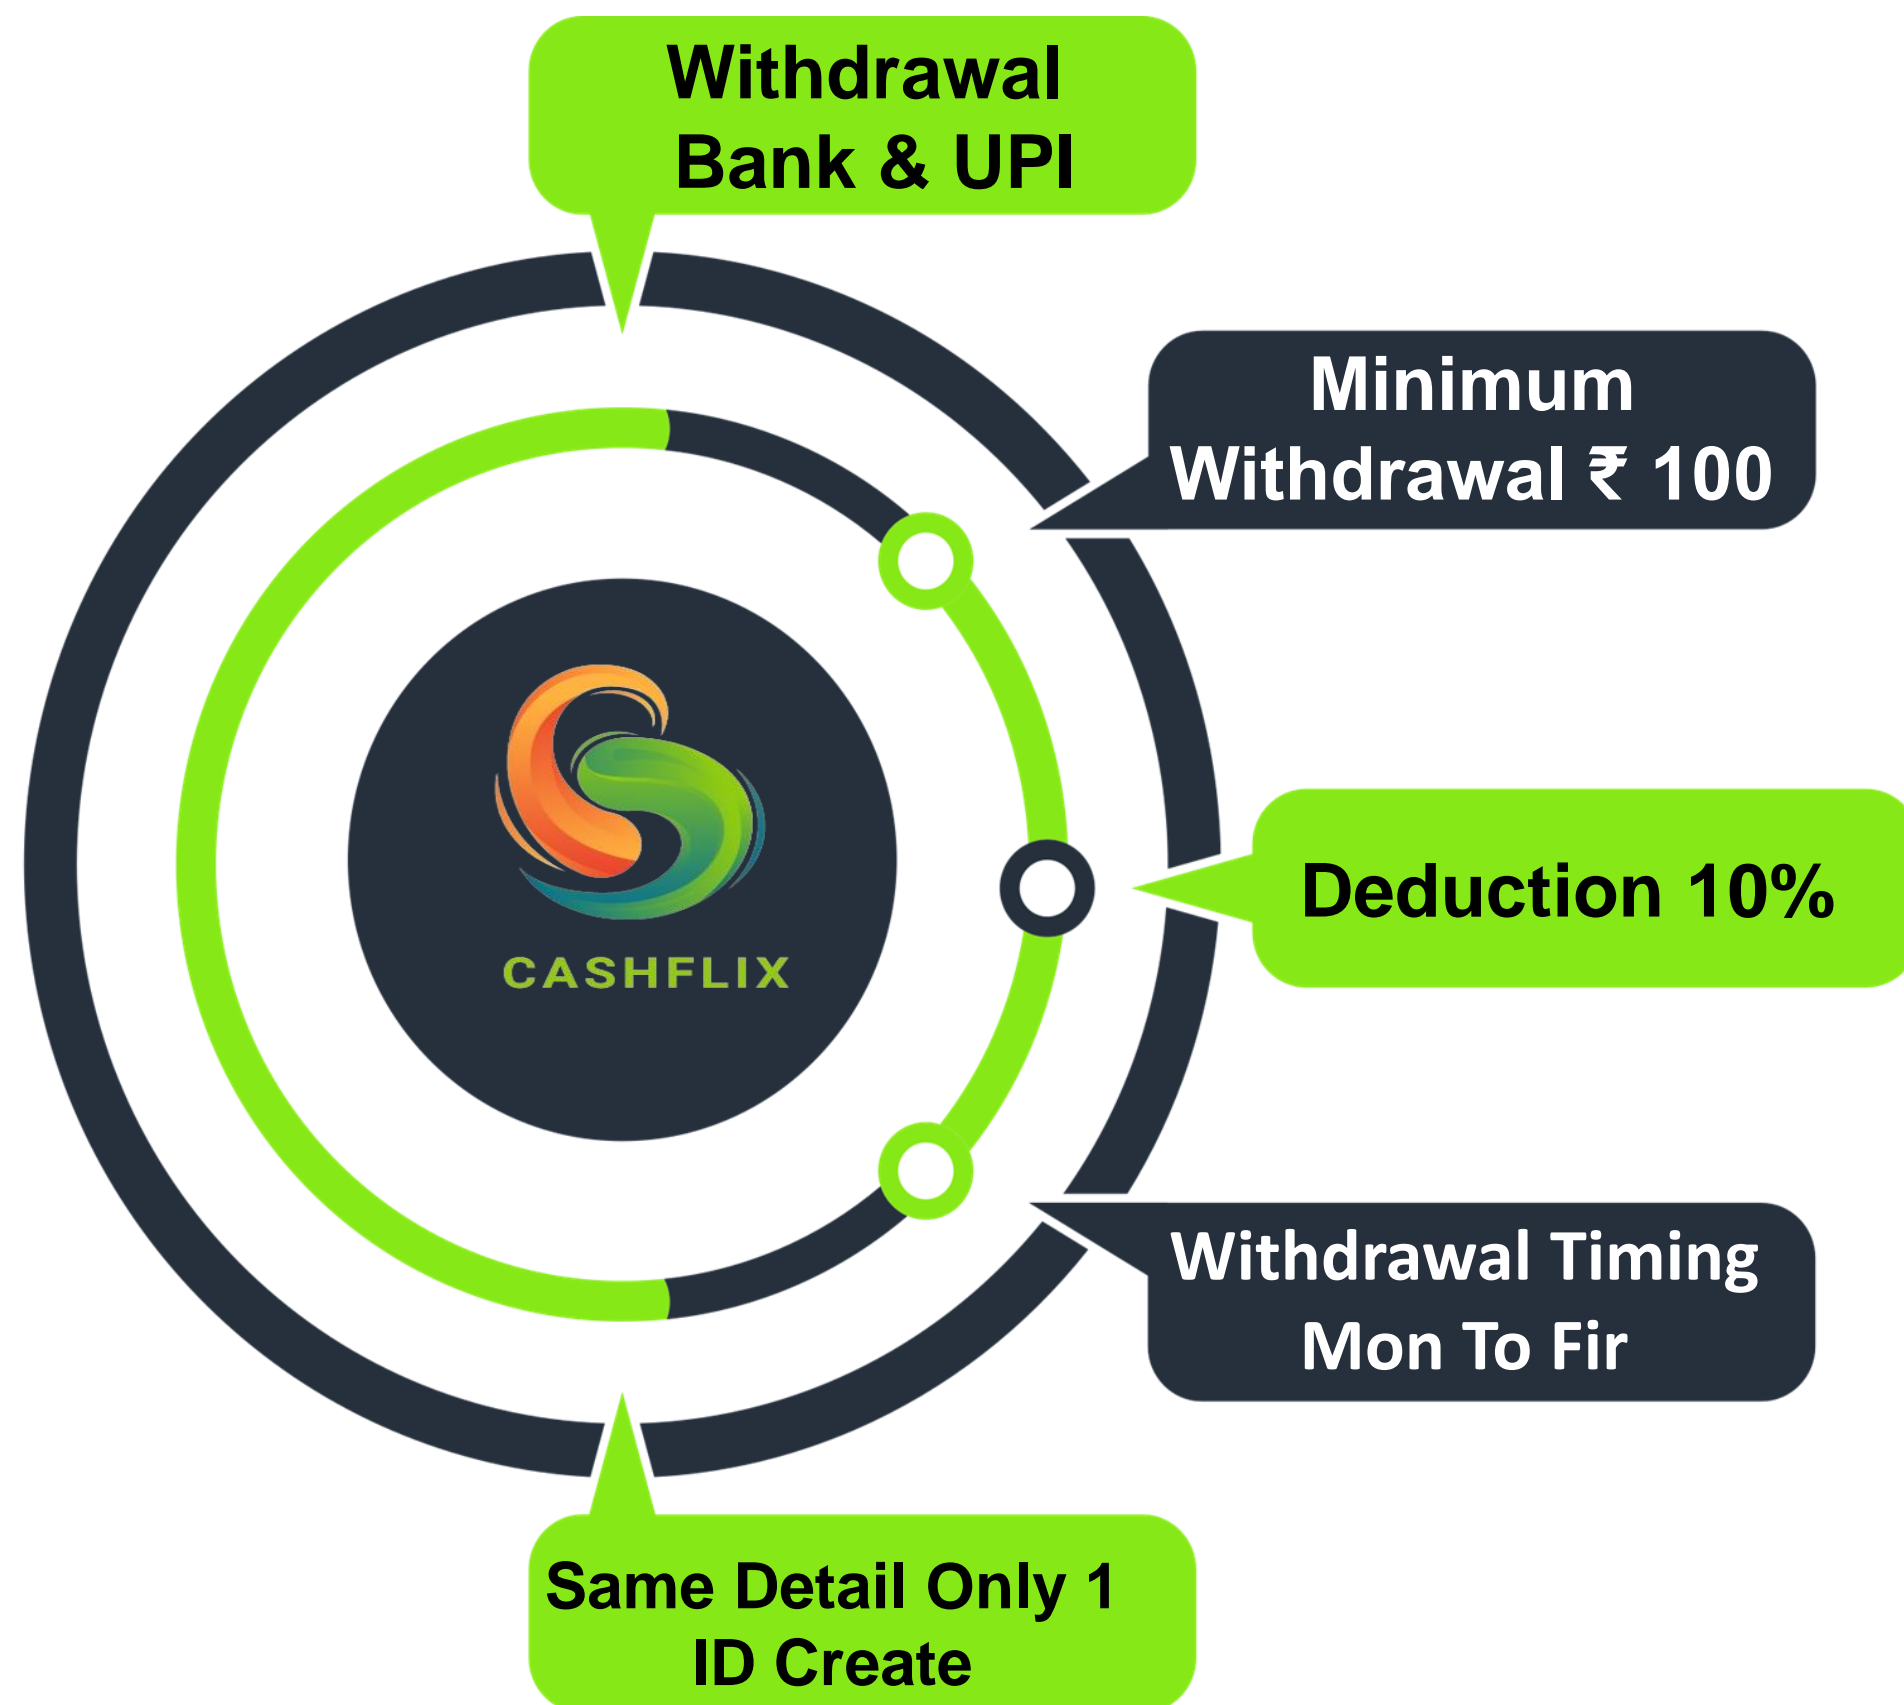 Withdrawal
Bank & UPI
Minimum
Withdrawal ₹ 100
CASHFLIX
Deduction 10%
Withdrawal Timing
Mon To Fir
Same Detail Only 1
ID Create